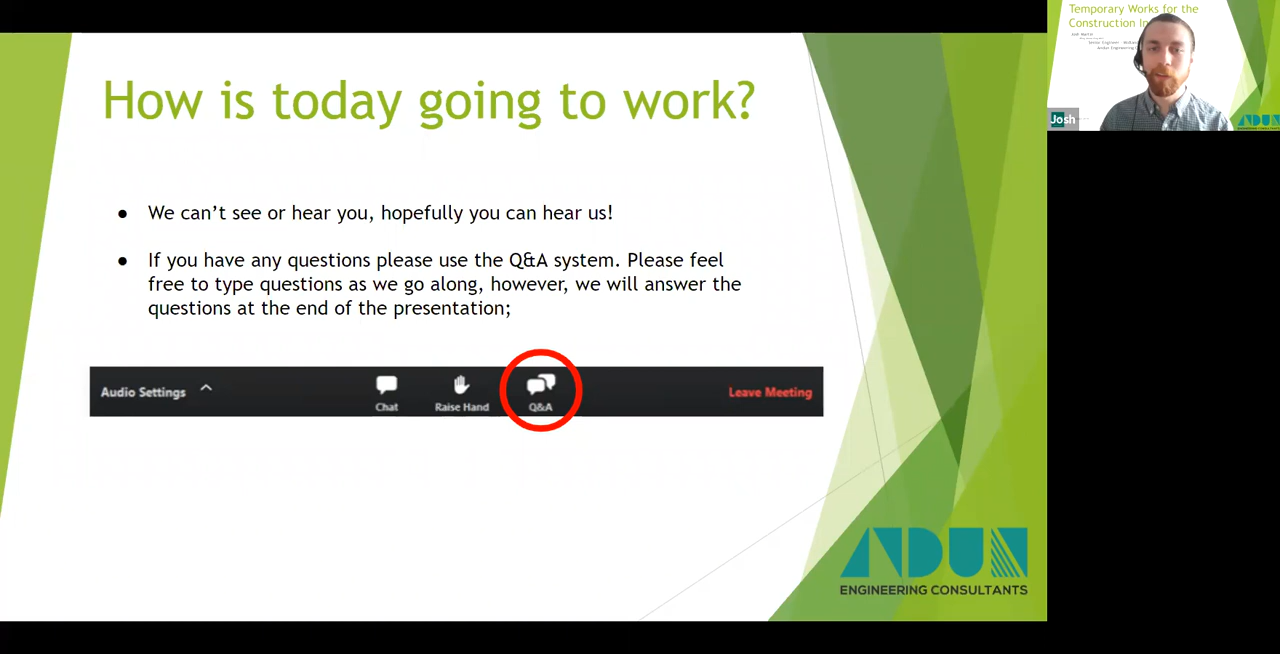 How is today going to work?
● We can’t see or hear you, hopefully you can hear us!
● If you have any questions please use the Q&A system. Please feel
free to type questions as we go along, however, we will answer the
questions at the end of the presentation;
Audio Settings
Chat
Raise Hand
Q&A
Leave Meeting
ANDUN
ENGINEERING CONSULTANTS
Temporary Works for the
Construction In
Josh